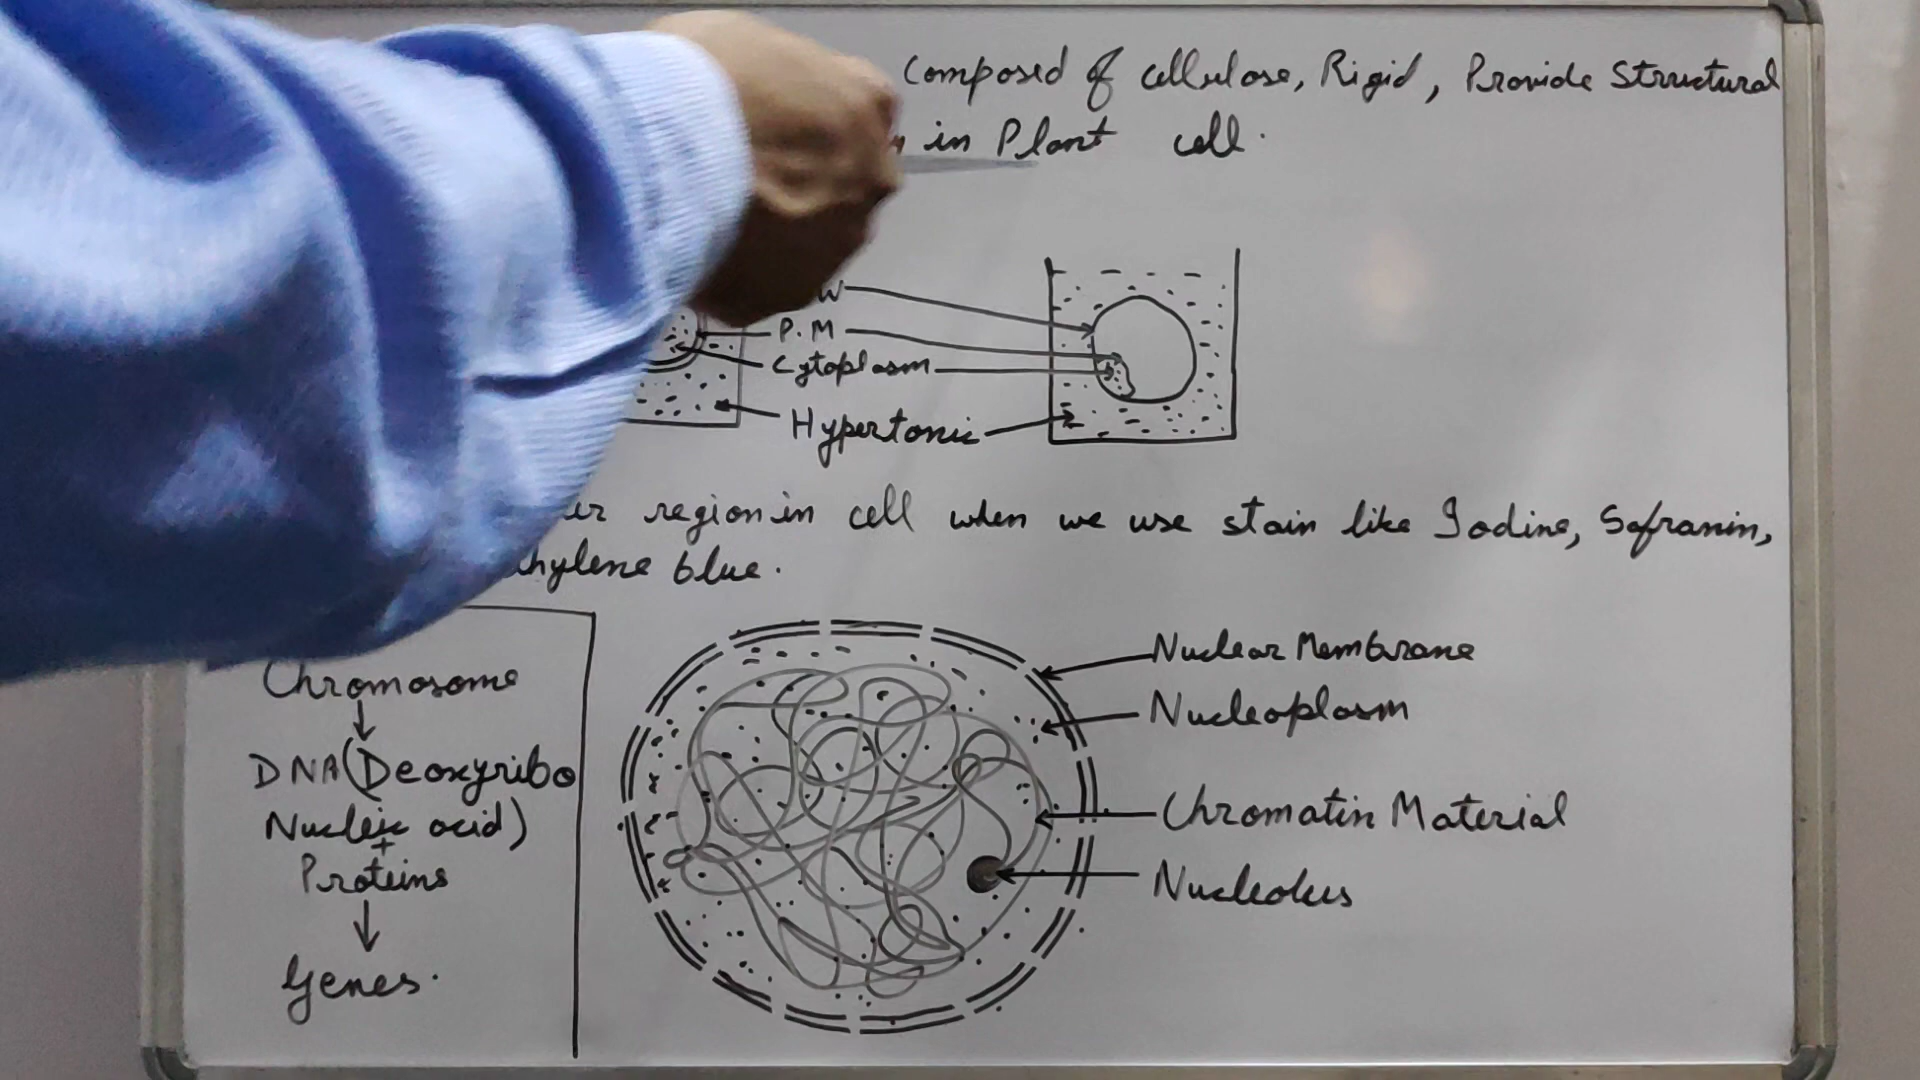 composed of cellulose, Rigid, Provide Structural
in Plant cell.
W
P.M
Cytoplasm
Hypertonic
region in cell when we use stain like Iodine, Safranin,
thylene blue.
Chromosome
DNA (Deoxyribo
Nucleic acid)
+
Proteins
Genes.
Nuclear Membrane
Nucleoplasm
Chromatin Material
Nucleolus